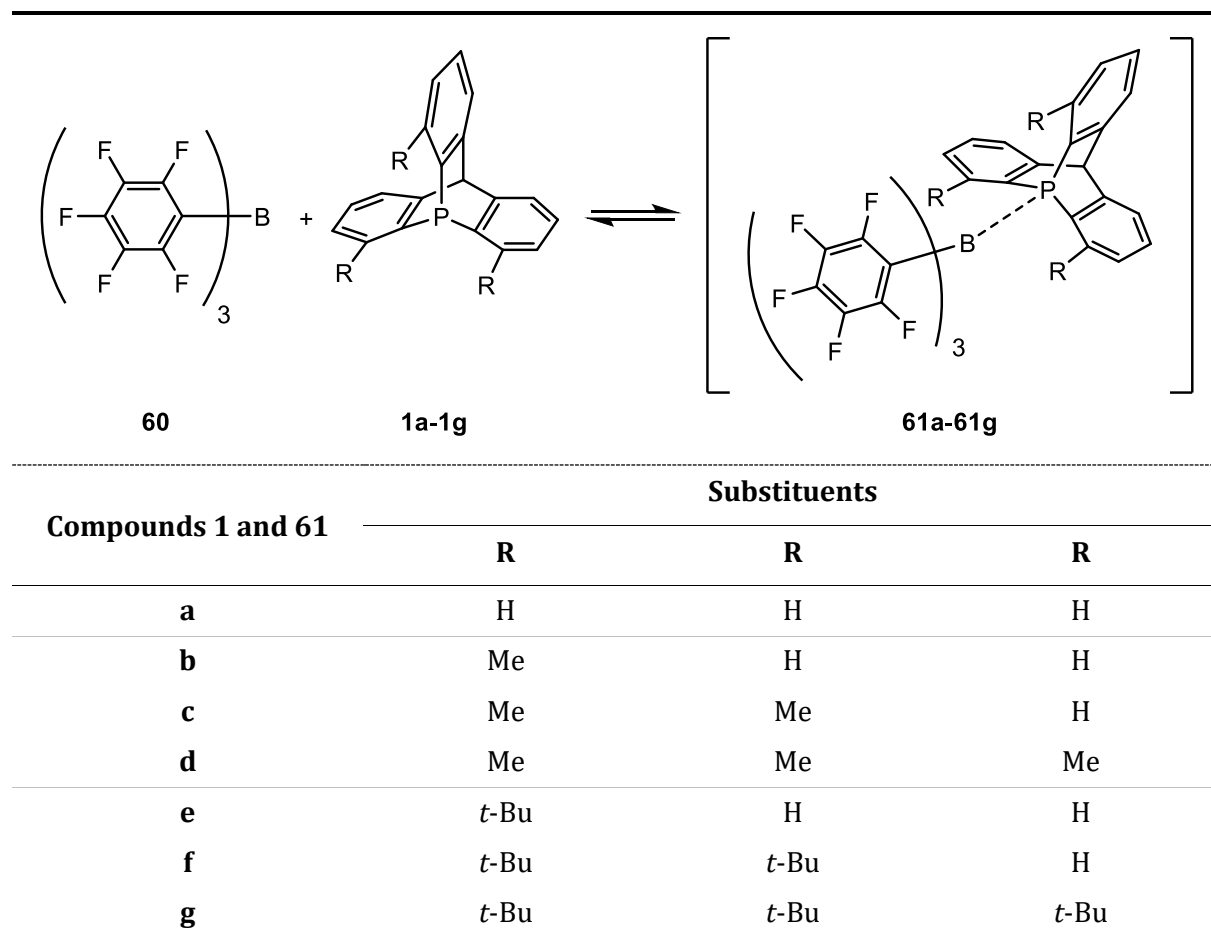 F F F F F 3 B + R P R R R R P B R F F F F F 3
60 1a-1g 61a-61g
Compounds 1 and 61
Substituents
R R R
a H H H
b Me H H
c Me Me H
d Me Me Me
e t-Bu H H
f t-Bu t-Bu H
g t-Bu t-Bu t-Bu